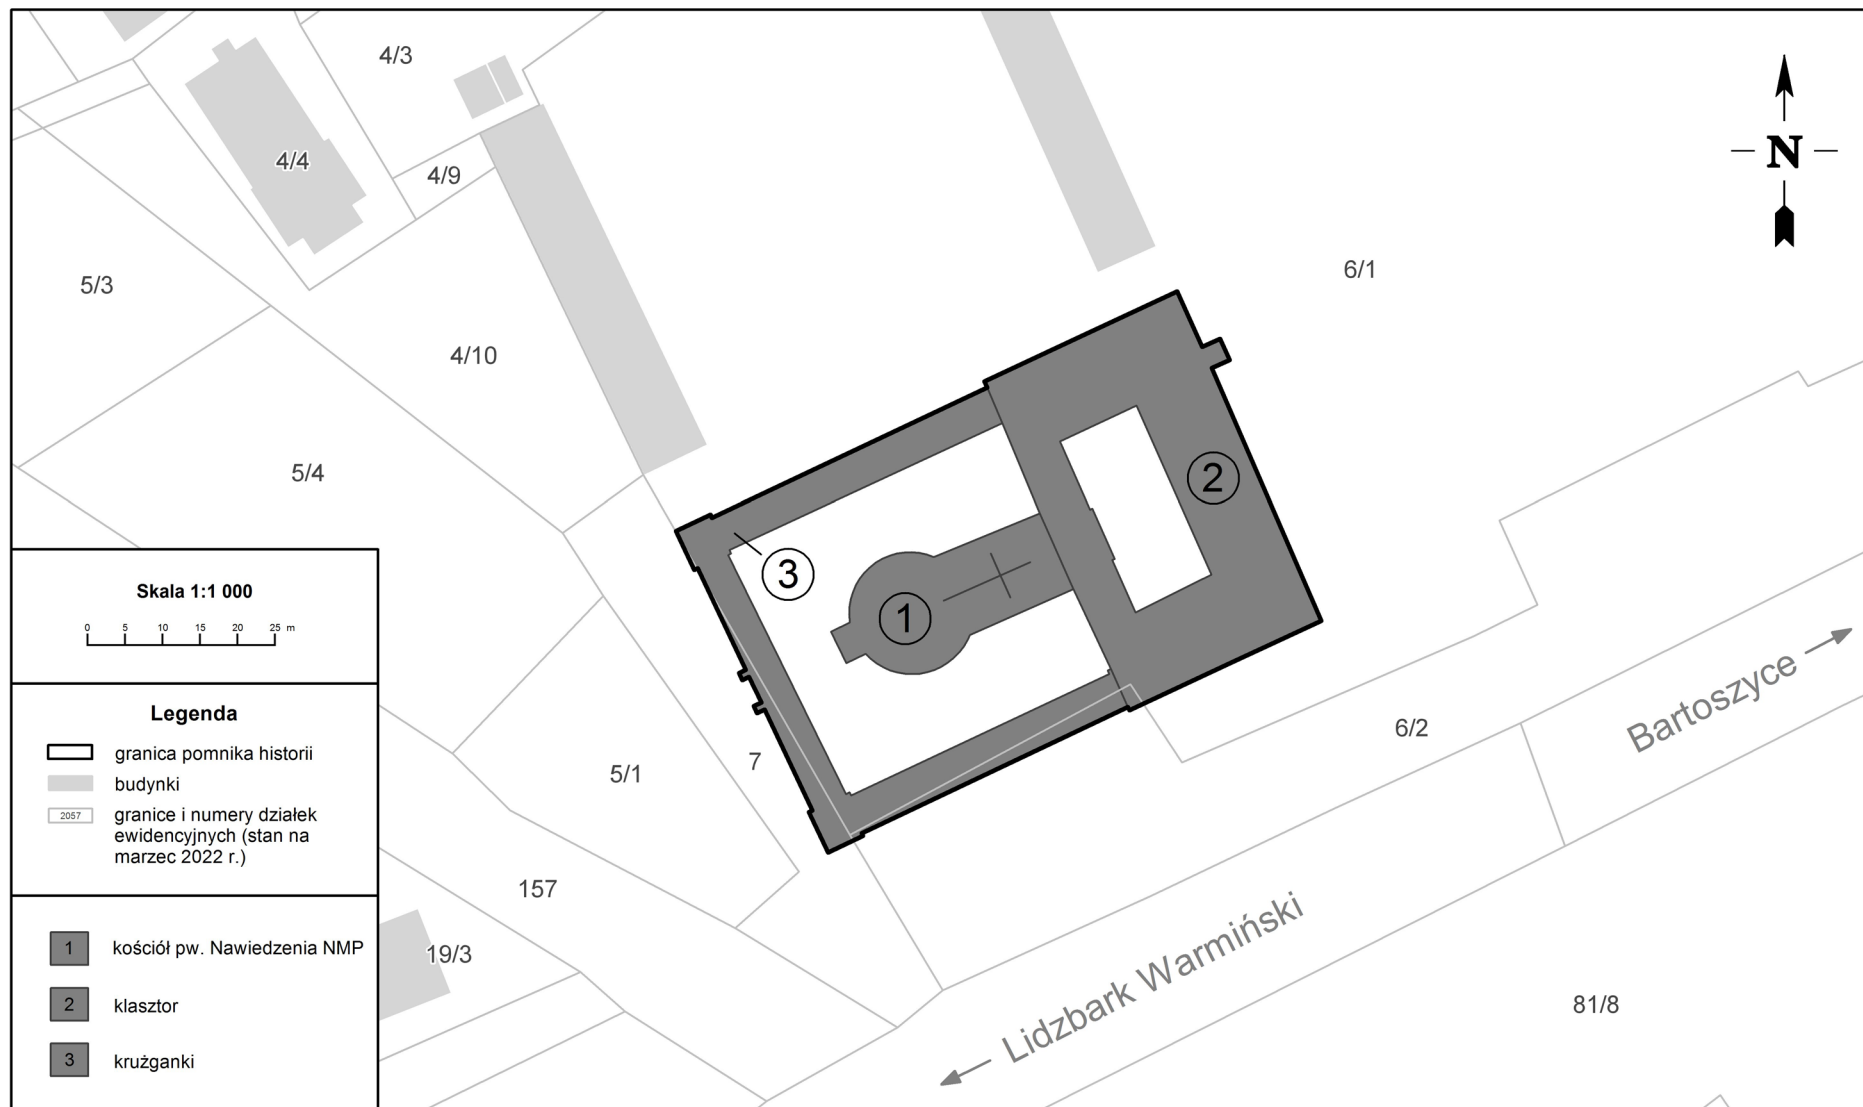 4/3
N
4/4
4/9
6/1
5/3
4/10
5/4
2
3
1
Skala 1:1 000
0 5 10 15 20 25 m
Legenda
granica pomnika historii
budynki
2057 granice i numery działek
ewidencyjnych (stan na
marzec 2022 r.)
1 kościół pw. Nawiedzenia NMP
2 klasztor
3 krużganki
5/1
7
6/2
Bartoszyce
157
19/3
Lidzbark Warmiński
81/8